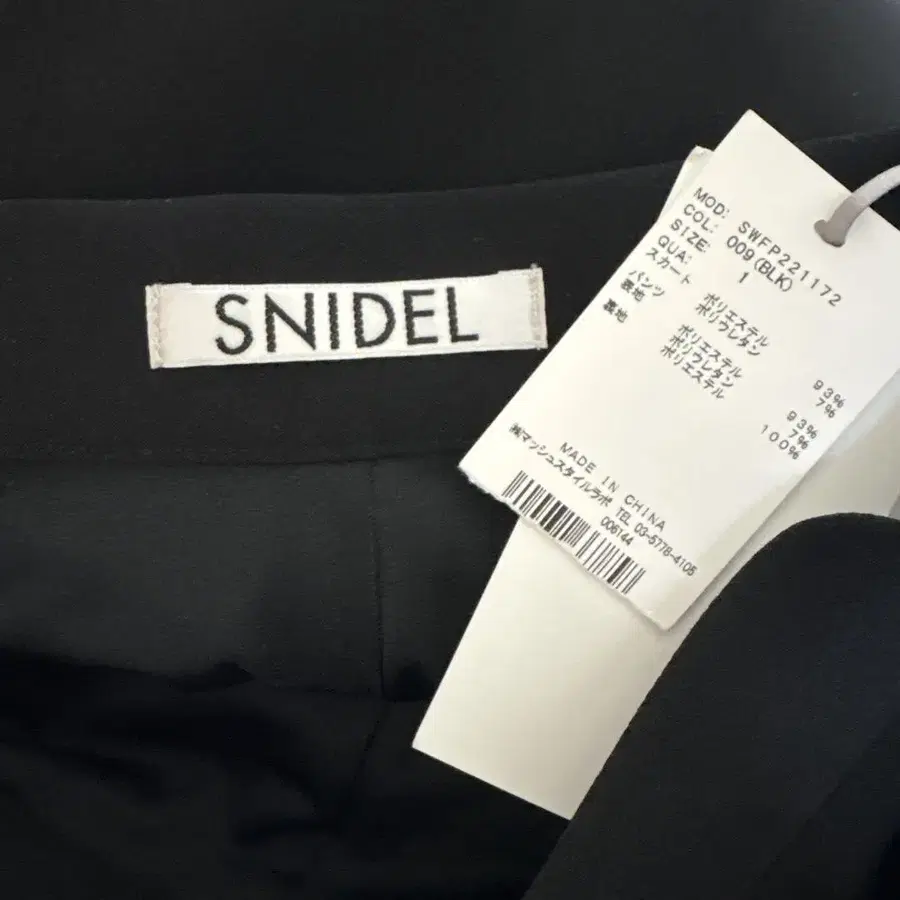 SNIDEL
MOD: SWFP221172
COL: 009(BLK)
SIZE: 1
QUA:
スカート ポリエステル 93%
ポリウレタン 7%
パンツ
裏地 ポリエステル 93%
ポリウレタン 7%
裏地 ポリエステル 100%
MADE IN CHINA
㈱マッシュスタイルラボ TEL 03-5778-4105
006144